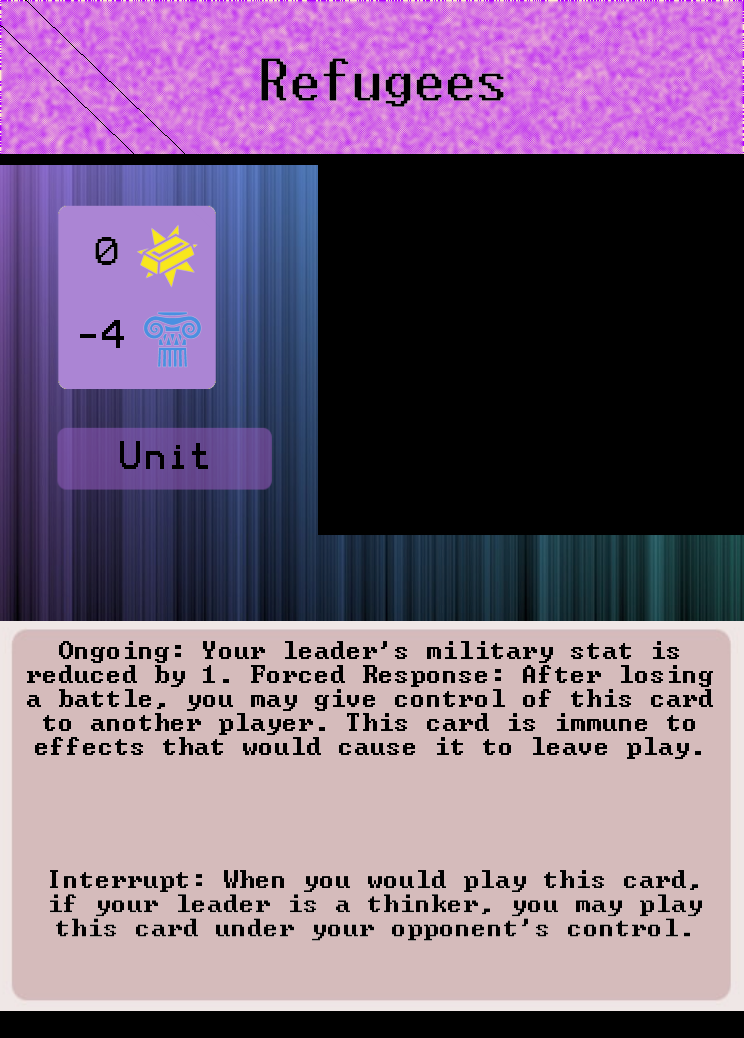 Refugees
0
-4
Unit
Ongoing: Your leader's military stat is
reduced by 1. Forced Response: After losing
a battle, you may give control of this card
to another player. This card is immune to
effects that would cause it to leave play.
Interrupt: When you would play this card,
if your leader is a thinker, you may play
this card under your opponent's control.